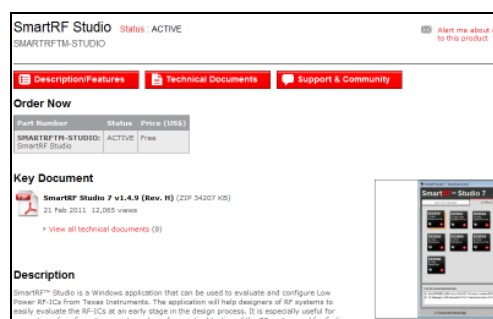 SmartRF Studio Status : ACTIVE
SMARTRFTM-STUDIO
Alert me about
to this product
Description/Features
Technical Documents
Support & Community
Order Now
Part Number Status Price (US$)
SMARTRFTM-STUDIO: ACTIVE Free
SmartRF Studio
Key Document
SmartRF Studio 7 v1.4.9 (Rev. H) (ZIP 34207 KB)
21 Feb 2011 12,065 views
View all technical documents (8)
Smart Studio 7
Description
SmartRF™ Studio is a Windows application that can be used to evaluate and configure Low
Power RF-ICs from Texas Instruments. The application will help designers of RF systems to
easily evaluate the RF-ICs at an early stage in the design process. It is especially useful for